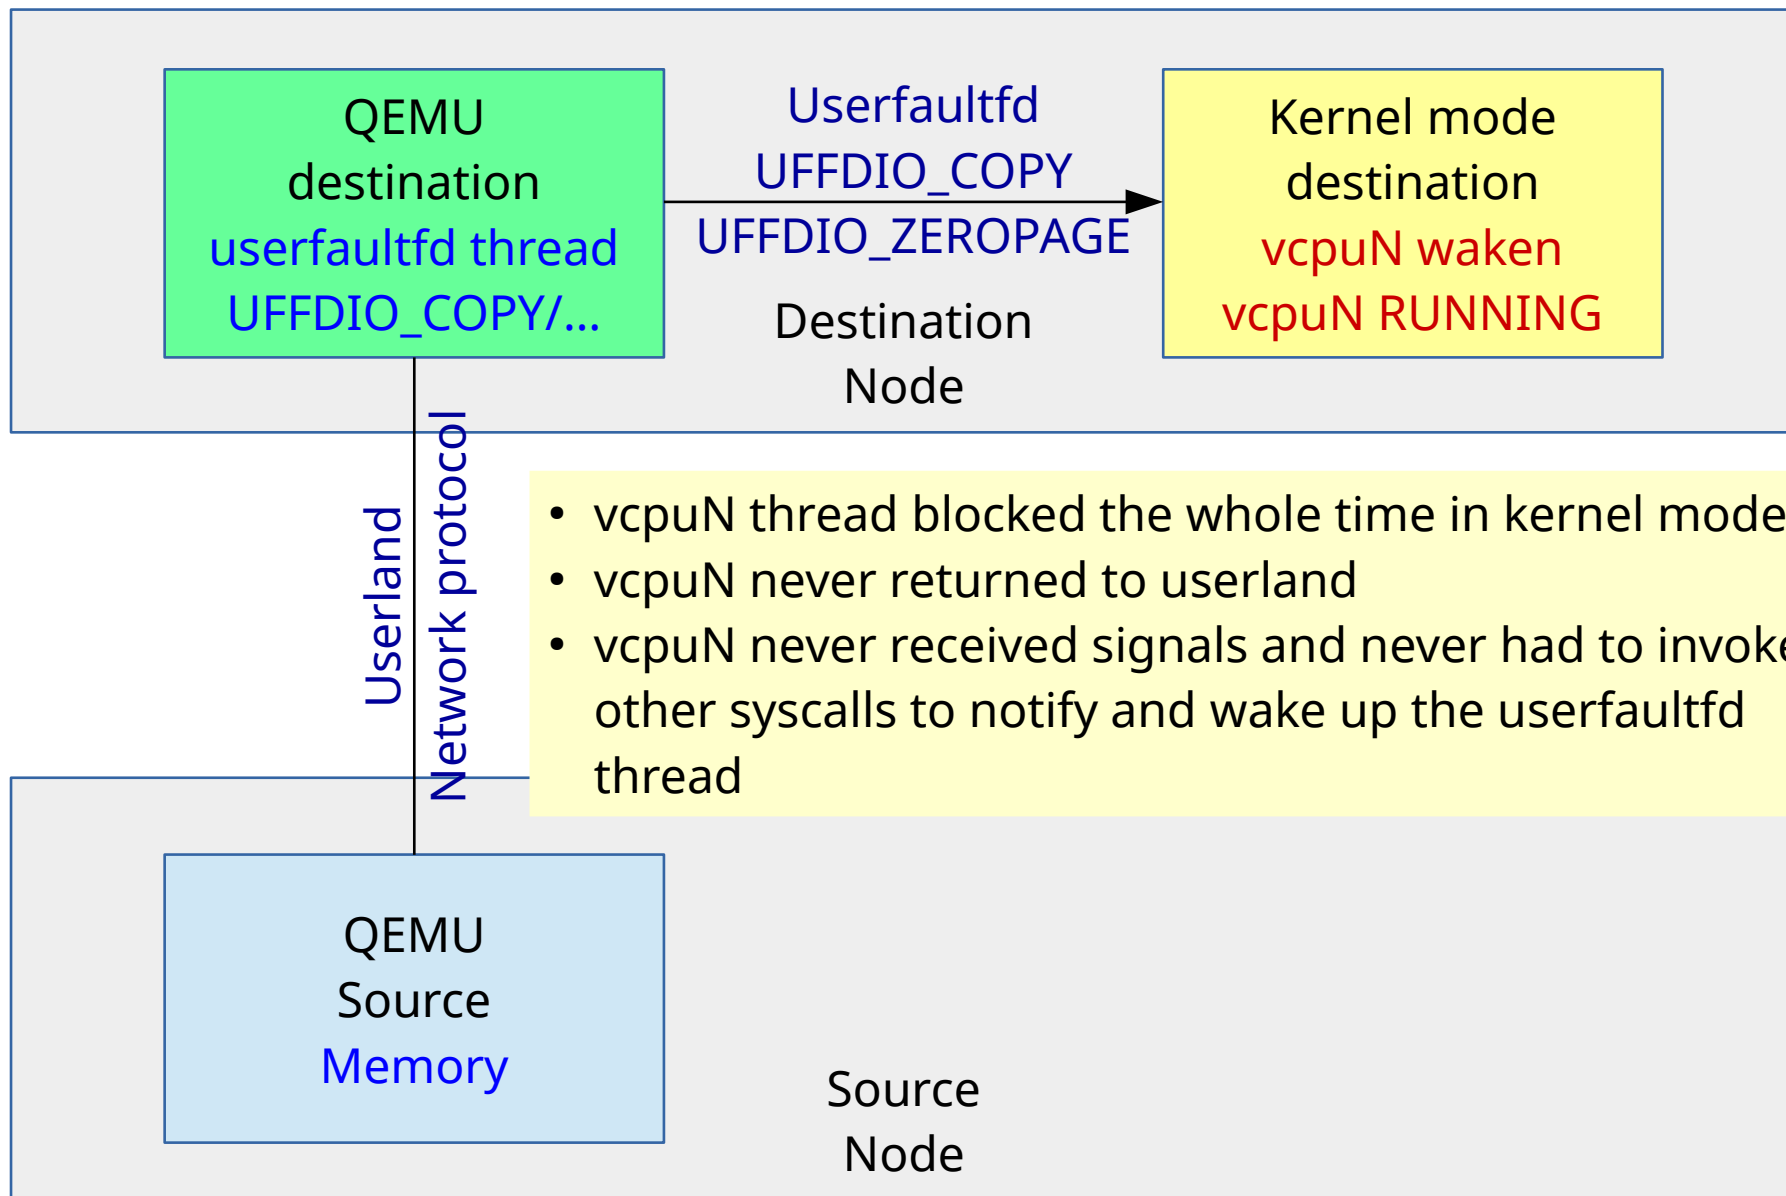 QEMU
destination
userfaultfd thread
UFFDIO_COPY/...
Userfaultfd
UFFDIO_COPY
UFFDIO_ZEROPAGE
Kernel mode
destination
vcpuN waken
vcpuN RUNNING
Destination
Node
Userland
Network protocol
• vcpuN thread blocked the whole time in kernel mode
• vcpuN never returned to userland
• vcpuN never received signals and never had to invoke
other syscalls to notify and wake up the userfaultfd
thread
QEMU
Source
Memory
Source
Node